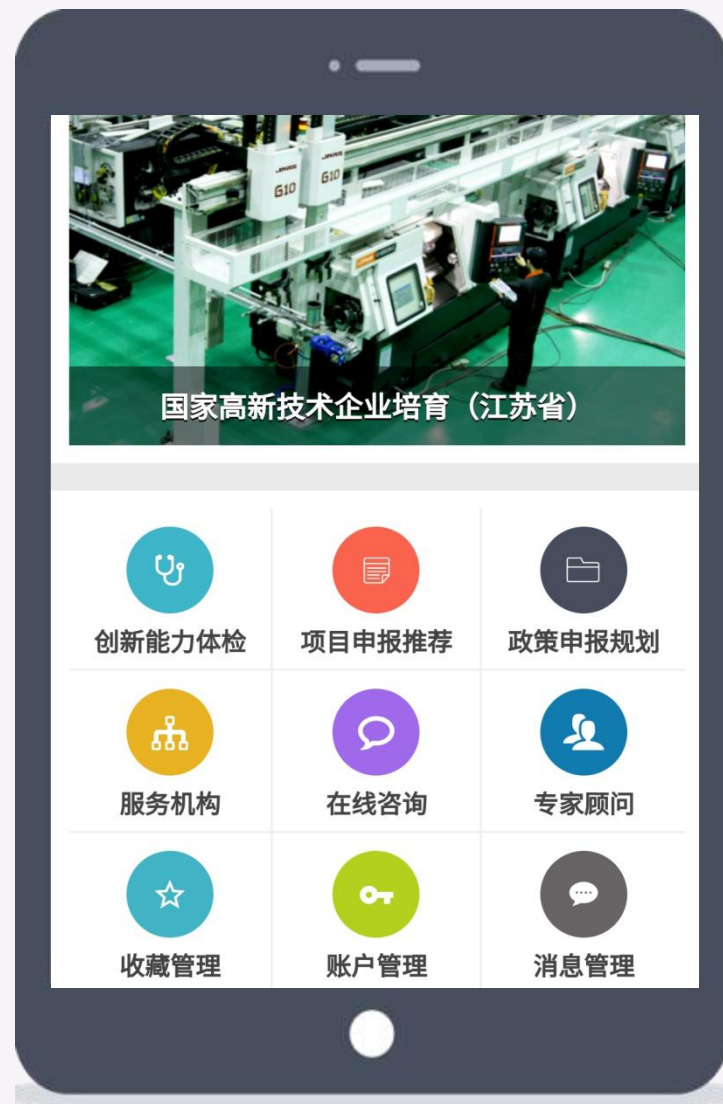 G10
G10
国家高新技术企业培育（江苏省）
创新能力体检 项目申报推荐 政策申报规划
服务机构 在线咨询 专家顾问
收藏管理 账户管理 消息管理